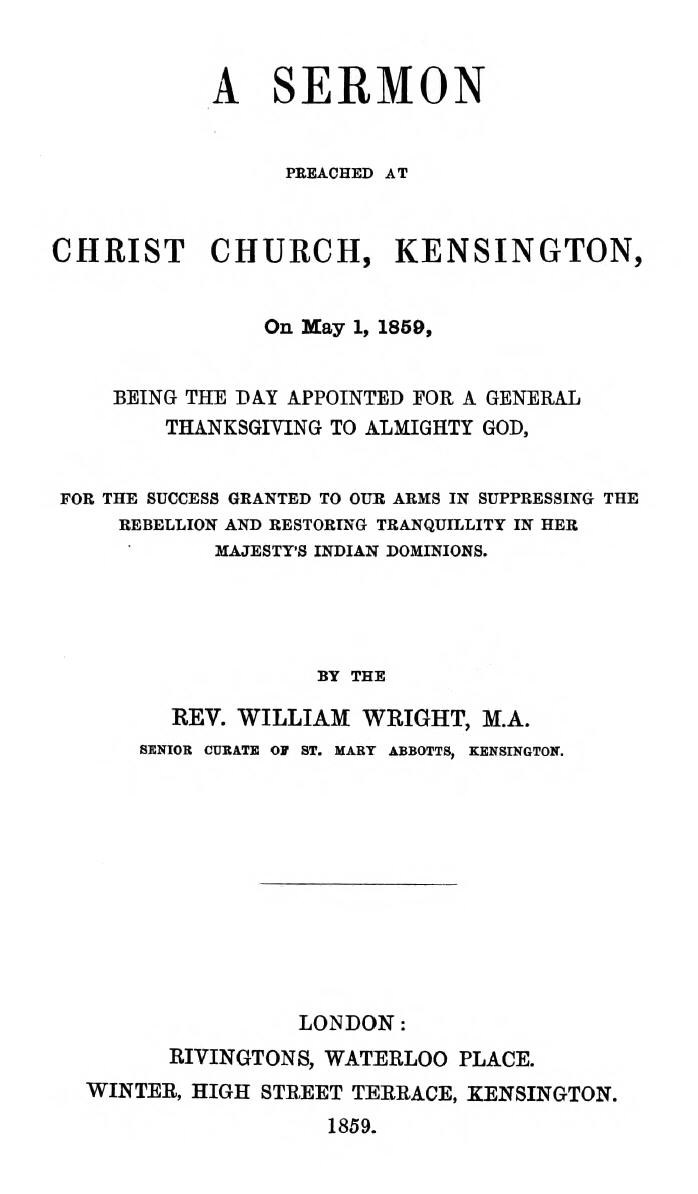 A SERMON
PREACHED AT
CHRIST CHURCH, KENSINGTON,
On May 1, 1859,
BEING THE DAY APPOINTED FOR A GENERAL
THANKSGIVING TO ALMIGHTY GOD,
FOR THE SUCCESS GRANTED TO OUR ARMS IN SUPPRESSING THE
REBELLION AND RESTORING TRANQUILLITY IN HER
MAJESTY'S INDIAN DOMINIONS.
BY THE
REV. WILLIAM WRIGHT, M.A.
SENIOR CURATE OF ST. MARY ABBOTTS, KENSINGTON.
LONDON:
RIVINGTONS, WATERLOO PLACE.
WINTER, HIGH STREET TERRACE, KENSINGTON.
1859.